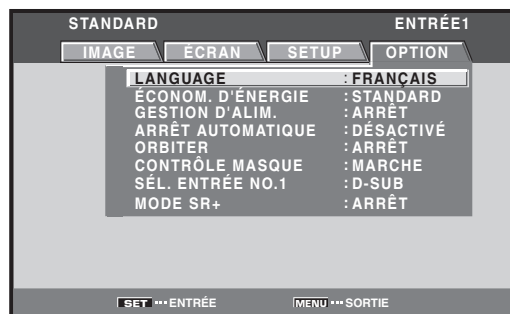 STANDARD ENTRÉE1
IMAGE ÉCRAN SETUP OPTION
LANGUAGE : FRANÇAIS
ÉCONOM. D'ÉNERGIE : STANDARD
GESTION D'ALIM. : ARRÊT
ARRÊT AUTOMATIQUE : DÉSACTIVÉ
ORBITER : ARRÊT
CONTRÔLE MASQUE : MARCHE
SÉL. ENTRÉE NO.1 : D-SUB
MODE SR+ : ARRÊT
SET ··· ENTRÉE MENU ··· SORTIE